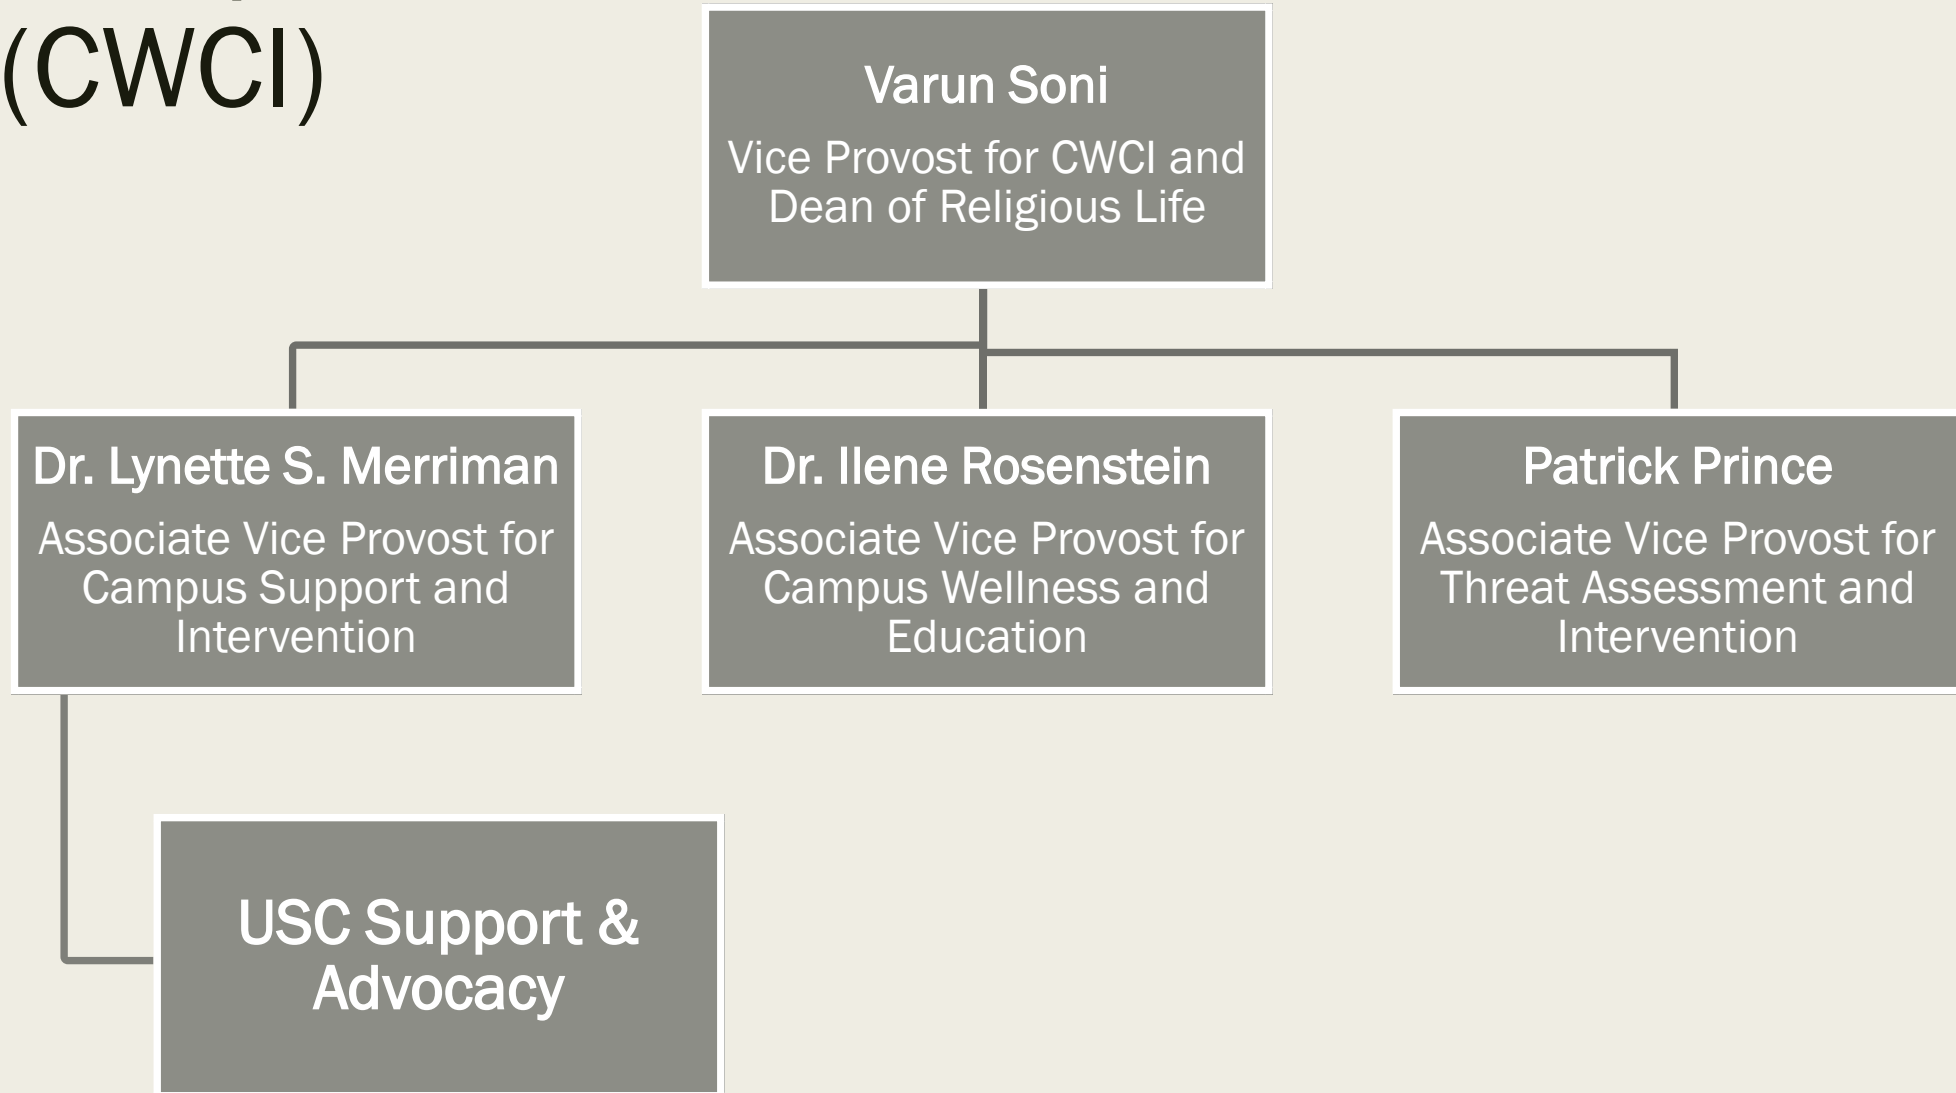 (CWCI)
Varun Soni
Vice Provost for CWCI and
Dean of Religious Life
Dr. Lynette S. Merriman
Associate Vice Provost for
Campus Support and
Intervention
Dr. Ilene Rosenstein
Associate Vice Provost for
Campus Wellness and
Education
Patrick Prince
Associate Vice Provost for
Threat Assessment and
Intervention
USC Support &
Advocacy